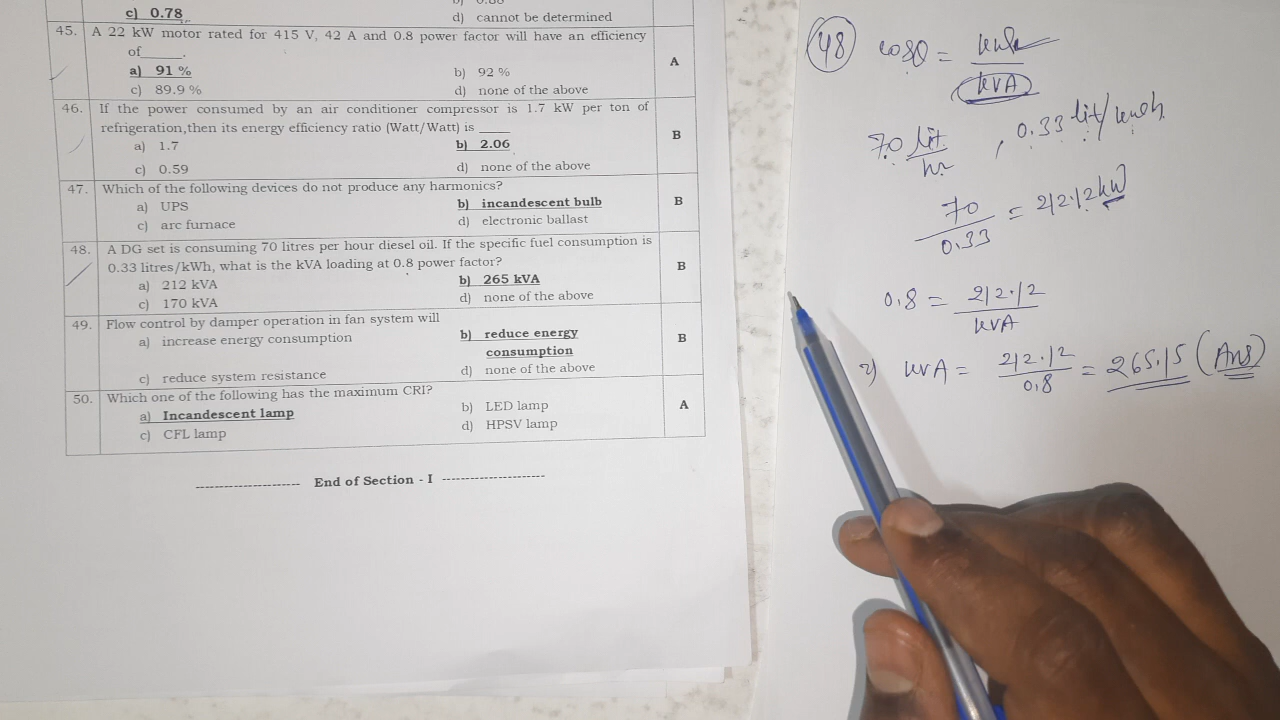 c) 0.78
d) cannot be determined
45. A 22 kW motor rated for 415 V, 42 A and 0.8 power factor will have an efficiency
of______.
a) 91 %
b) 92 %
c) 89.9 %
d) none of the above
A
46. If the power consumed by an air conditioner compressor is 1.7 kW per ton of
refrigeration,then its energy efficiency ratio (Watt/Watt) is ____
a) 1.7
b) 2.06
c) 0.59
d) none of the above
B
47. Which of the following devices do not produce any harmonics?
a) UPS
b) incandescent bulb
c) arc furnace
d) electronic ballast
B
48. A DG set is consuming 70 litres per hour diesel oil. If the specific fuel consumption is
0.33 litres/kWh, what is the kVA loading at 0.8 power factor?
a) 212 kVA
b) 265 kVA
c) 170 kVA
d) none of the above
B
49. Flow control by damper operation in fan system will
a) increase energy consumption
b) reduce energy
consumption
c) reduce system resistance
d) none of the above
B
50. Which one of the following has the maximum CRI?
a) Incandescent lamp
b) LED lamp
c) CFL lamp
d) HPSV lamp
A
---------------------- End of Section - I ----------------------
48
kVA
70 lit/hr , 0.33 lit/kwh
70/0.33 = 212.12 kW
0.8 = 212.12/kVA
kVA = 212.12/0.8 = 265.15 (Ans)